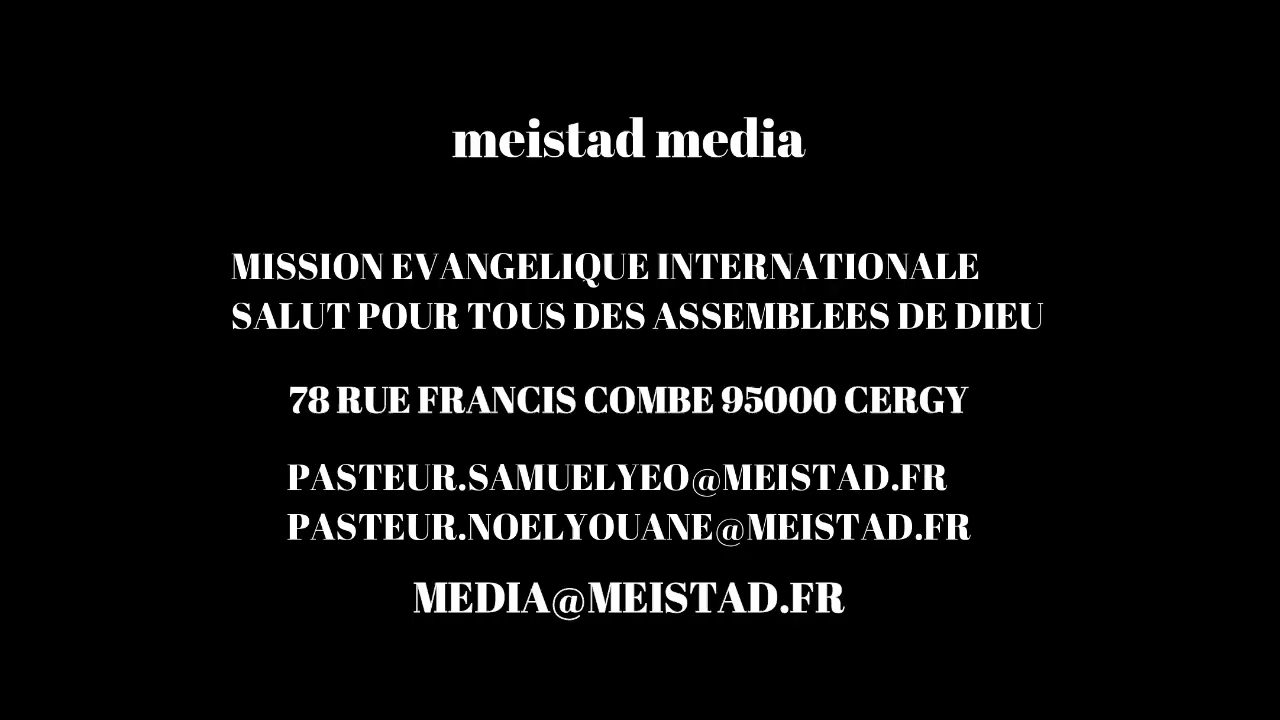 meistad media
MISSION EVANGELIQUE INTERNATIONALE
SALUT POUR TOUS DES ASSEMBLEES DE DIEU
78 RUE FRANCIS COMBE 95000 CERGY
PASTEUR.SAMUELYEO@MEISTAD.FR
PASTEUR.NOELYOUANE@MEISTAD.FR
MEDIA@MEISTAD.FR